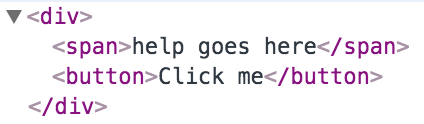 <div>
<span>help goes here</span>
<button>Click me</button>
</div>